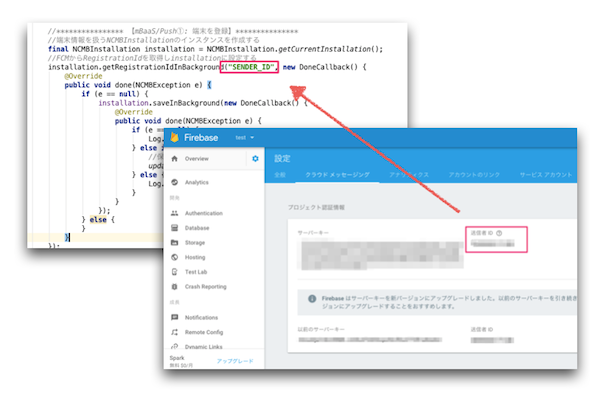 //**************** 【mBaaS/Push①: 端末を登録】***************
//端末情報を扱うNCMBInstallationのインスタンスを作成する
final NCMBInstallation installation = NCMBInstallation.getCurrentInstallation();
//FCMからRegistrationIdを取得しinstallationに設定する
installation.getRegistrationIdInBackground("SENDER_ID", new DoneCallback() {
@Override
public void done(NCMBException e) {
if (e == null) {
installation.saveInBackground(new DoneCallback() {
@Override
public void done(NCMBException e) {
if (e == 
Log.
} else i
//保
upda
} else {
Log.
}
}
});
} else {
}
}
});
Firebase
test
Overview
Analytics
開発
Authentication
Database
Storage
Hosting
Test Lab
Crash Reporting
成長
Notifications
Remote Config
Dynamic Links
Spark
無料 $0/月
アップグレード
設定
全般
クラウド メッセージング
アナリティクス
アカウントのリンク
サービス アカウント
プロジェクト認証情報
サーバーキー
送信者 ID
Firebase はサーバーキーを新バージョンにアップグレードしました。以前のサーバーキーを引き続き
ジョンにアップグレードすることをおすすめします。
以前のサーバーキー
送信者 ID